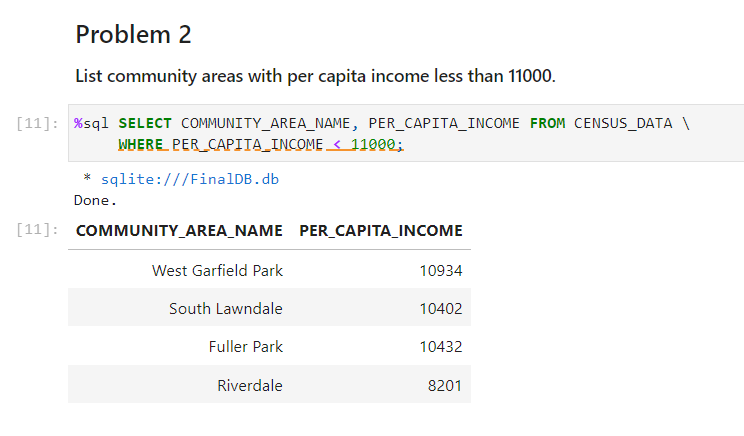 Problem 2
List community areas with per capita income less than 11000.
[11]: %sql SELECT COMMUNITY_AREA_NAME, PER_CAPITA_INCOME FROM CENSUS_DATA \
WHERE PER_CAPITA_INCOME < 11000;
* sqlite:///FinalDB.db
Done.
[11]: COMMUNITY_AREA_NAME PER_CAPITA_INCOME
West Garfield Park 10934
South Lawndale 10402
Fuller Park 10432
Riverdale 8201